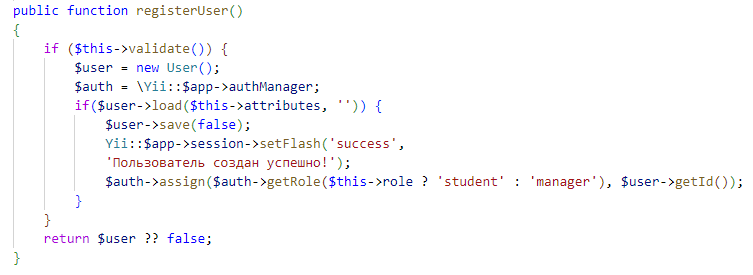 public function registerUser()
{
    if ($this->validate()) {
        $user = new User();
        $auth = \Yii::$app->authManager;
        if($user->load($this->attributes, '')) {
            $user->save(false);
            Yii::$app->session->setFlash('success',
            'Пользователь создан успешно!');
            $auth->assign($auth->getRole($this->role ? 'student' : 'manager'), $user->getId());
        }
    }
    return $user ?? false;
}